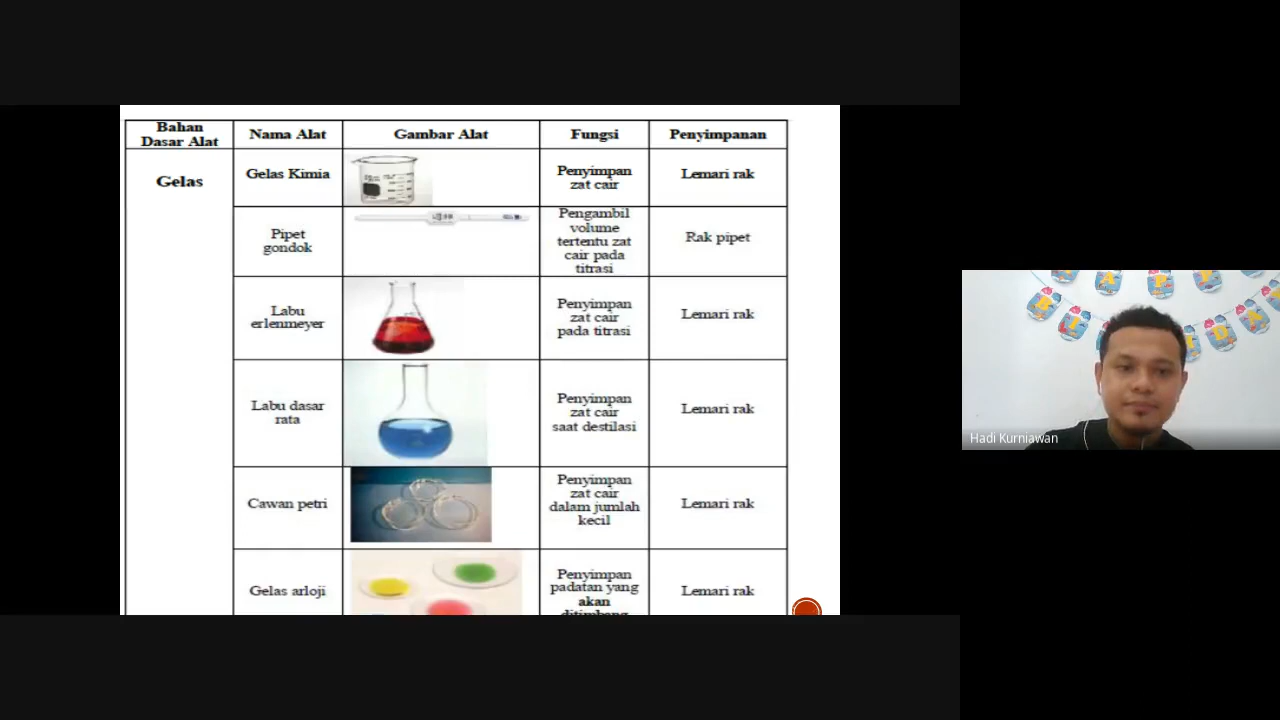 Bahan
Dasar Alat
Nama Alat
Gambar Alat
Fungsi
Penyimpanan
Gelas
Gelas Kimia
Penyimpan
zat cair
Lemari rak
Pipet
gondok
Pengambil
volume
tertentu zat
cair pada
titrasi
Rak pipet
Labu
erlenmeyer
Penyimpan
zat cair
pada titrasi
Lemari rak
Labu dasar
rata
Penyimpan
zat cair
saat destilasi
Lemari rak
Cawan petri
Penyimpan
zat cair
dalam jumlah
kecil
Lemari rak
Gelas arloji
Penyimpan
padatan yang
akan
ditimbang
Lemari rak
Hadi Kurniawan